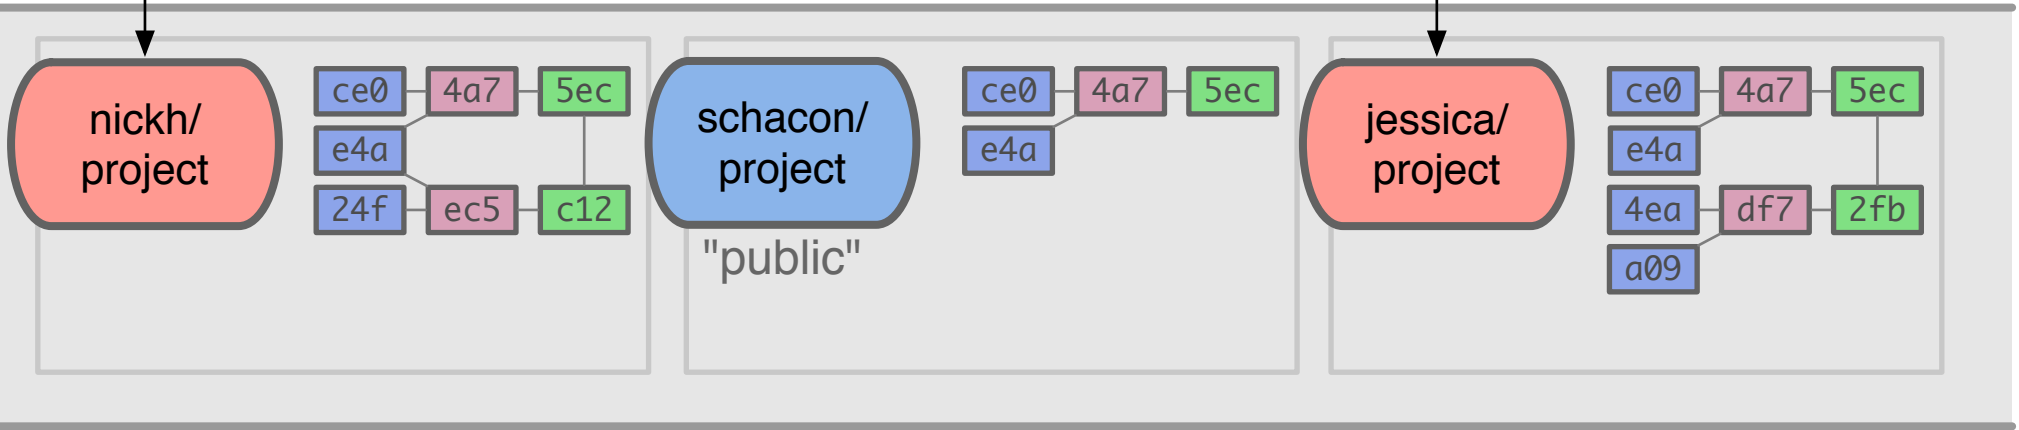 nickh/
project
ce0 4a7 5ec
e4a
24f ec5 c12
schacon/
project
"public"
ce0 4a7 5ec
e4a
jessica/
project
ce0 4a7 5ec
e4a
4ea df7 2fb
a09